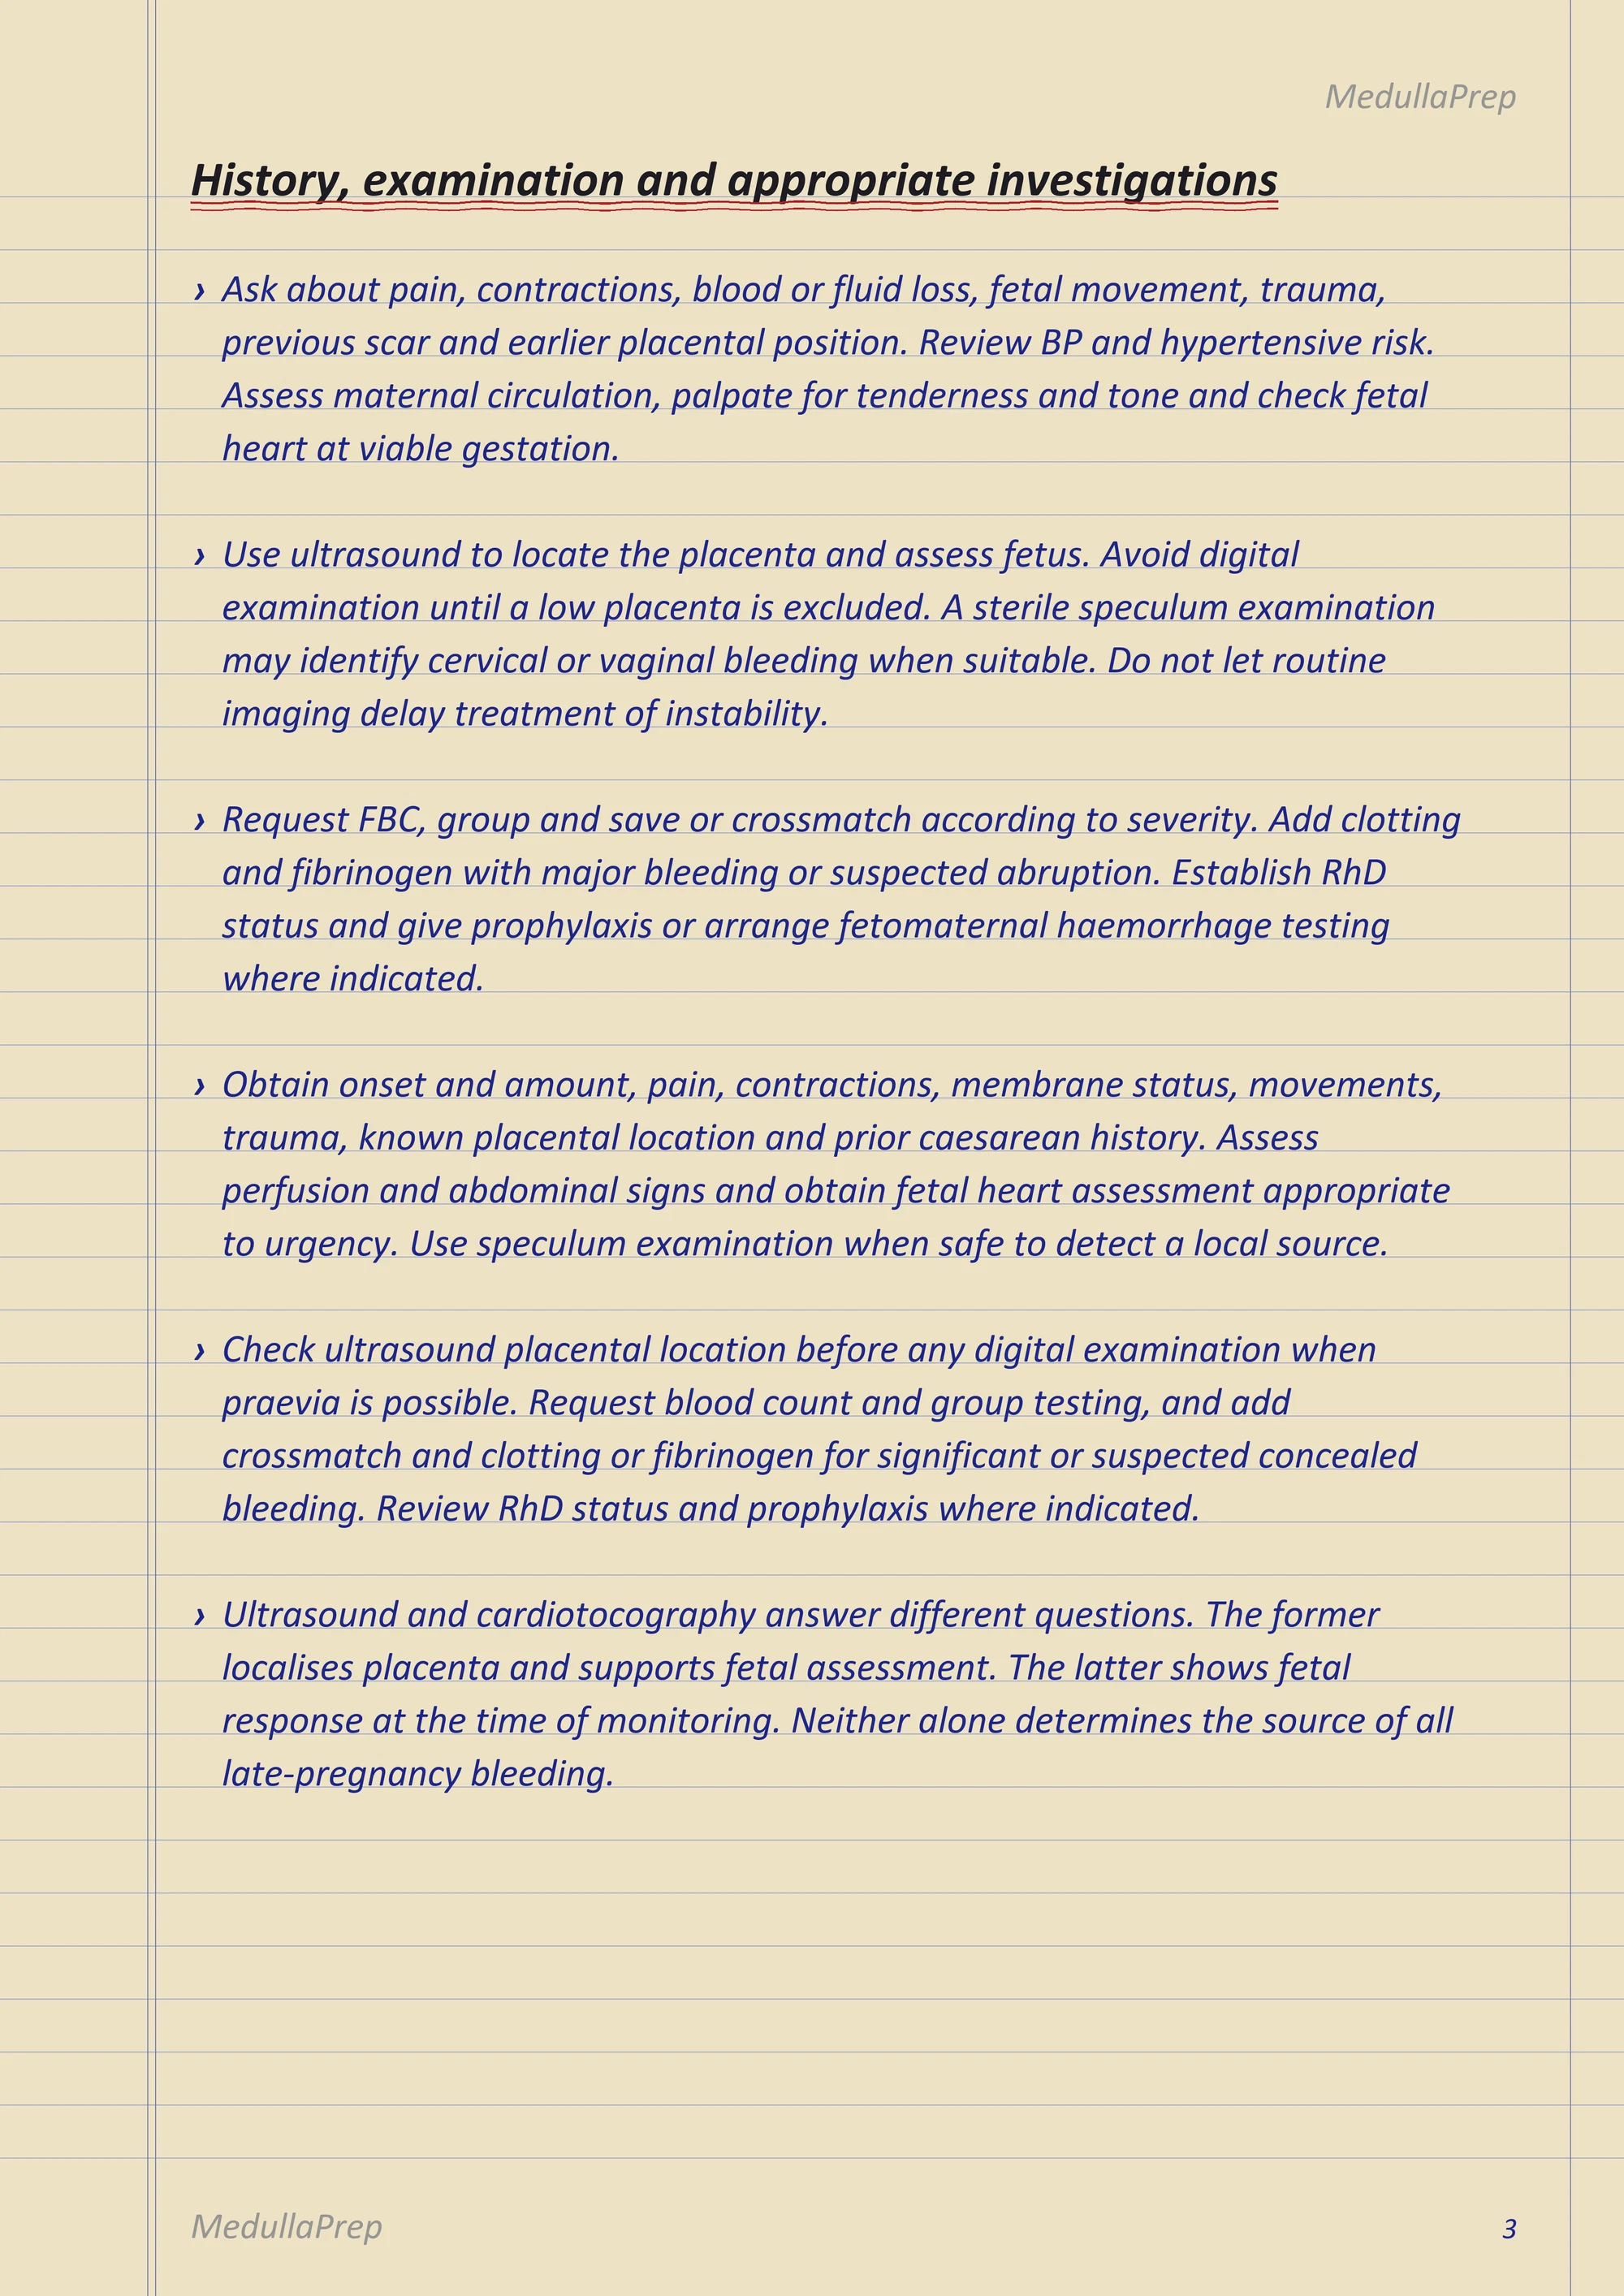 MedullaPrep
History, examination and appropriate investigations
› Ask about pain, contractions, blood or fluid loss, fetal movement, trauma,
previous scar and earlier placental position. Review BP and hypertensive risk.
Assess maternal circulation, palpate for tenderness and tone and check fetal
heart at viable gestation.
› Use ultrasound to locate the placenta and assess fetus. Avoid digital
examination until a low placenta is excluded. A sterile speculum examination
may identify cervical or vaginal bleeding when suitable. Do not let routine
imaging delay treatment of instability.
› Request FBC, group and save or crossmatch according to severity. Add clotting
and fibrinogen with major bleeding or suspected abruption. Establish RhD
status and give prophylaxis or arrange fetomaternal haemorrhage testing
where indicated.
› Obtain onset and amount, pain, contractions, membrane status, movements,
trauma, known placental location and prior caesarean history. Assess
perfusion and abdominal signs and obtain fetal heart assessment appropriate
to urgency. Use speculum examination when safe to detect a local source.
› Check ultrasound placental location before any digital examination when
praevia is possible. Request blood count and group testing, and add
crossmatch and clotting or fibrinogen for significant or suspected concealed
bleeding. Review RhD status and prophylaxis where indicated.
› Ultrasound and cardiotocography answer different questions. The former
localises placenta and supports fetal assessment. The latter shows fetal
response at the time of monitoring. Neither alone determines the source of all
late-pregnancy bleeding.
MedullaPrep
3